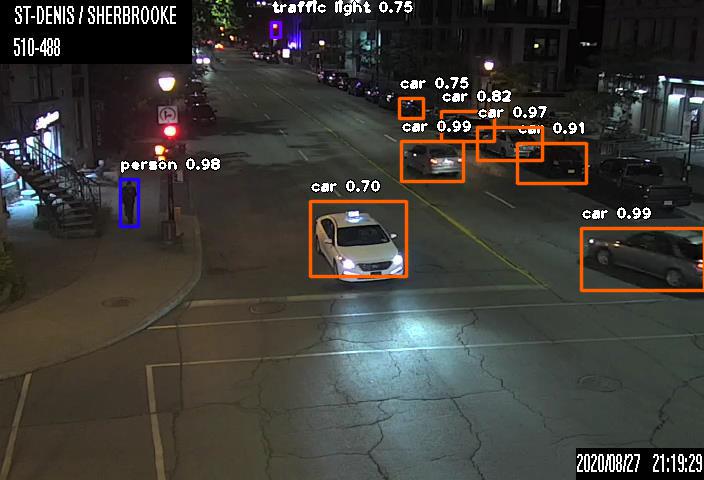 ST-DENIS / SHERBROOKE
510-488
traffic light 0.75
car 0.75
car 0.82
car 0.97
car 0.99
car 0.91
person 0.98
car 0.70
car 0.99
2020/08/27 21:19:29